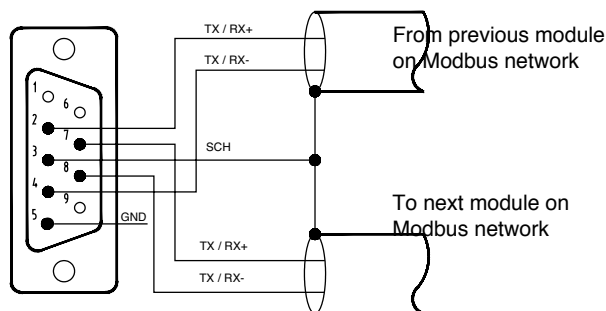 TX / RX+
From previous module
on Modbus network
TX / RX-
1
6
2
7
3
SCH
8
4
9
To next module on
Modbus network
5
GND
TX / RX+
TX / RX-